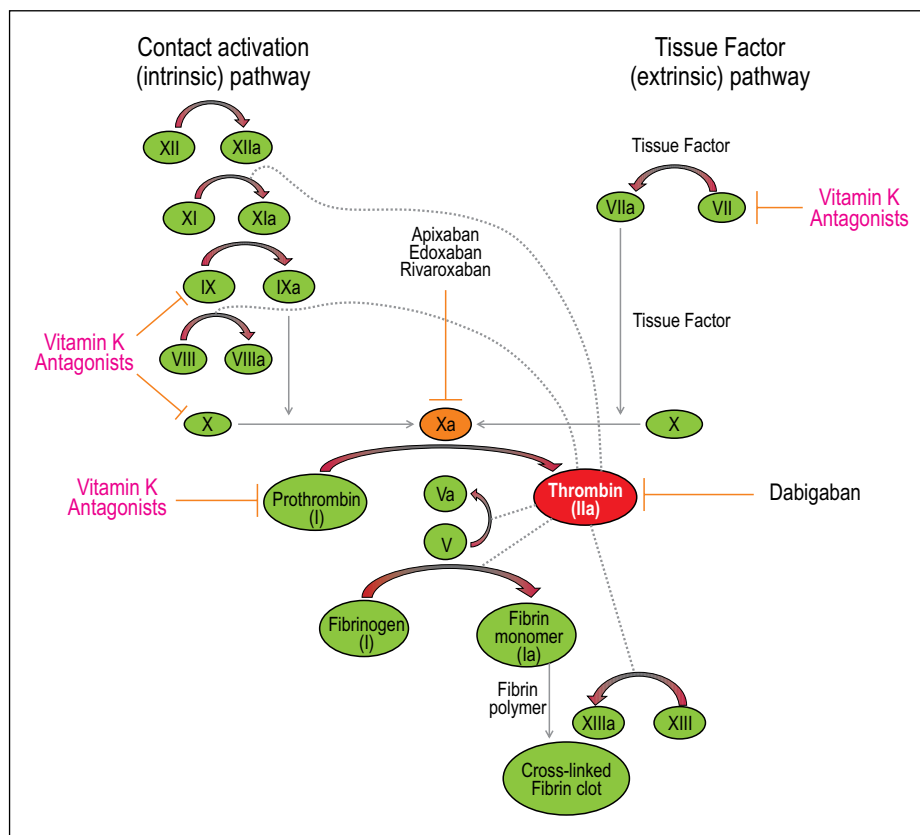 Contact activation
(intrinsic) pathway
Tissue Factor
(extrinsic) pathway
XII
XIIa
XI
XIa
IX
IXa
VIII
VIIIa
Vitamin K
Antagonists
X
Apixaban
Edoxaban
Rivaroxaban
Xa
Tissue Factor
VIIa
VII
Vitamin K
Antagonists
Tissue Factor
X
Vitamin K
Antagonists
Prothrombin
(I)
Va
V
Thrombin
(IIa)
Dabigaban
Fibrinogen
(I)
Fibrin
monomer
(Ia)
Fibrin
polymer
XIIIa
XIII
Cross-linked
Fibrin clot